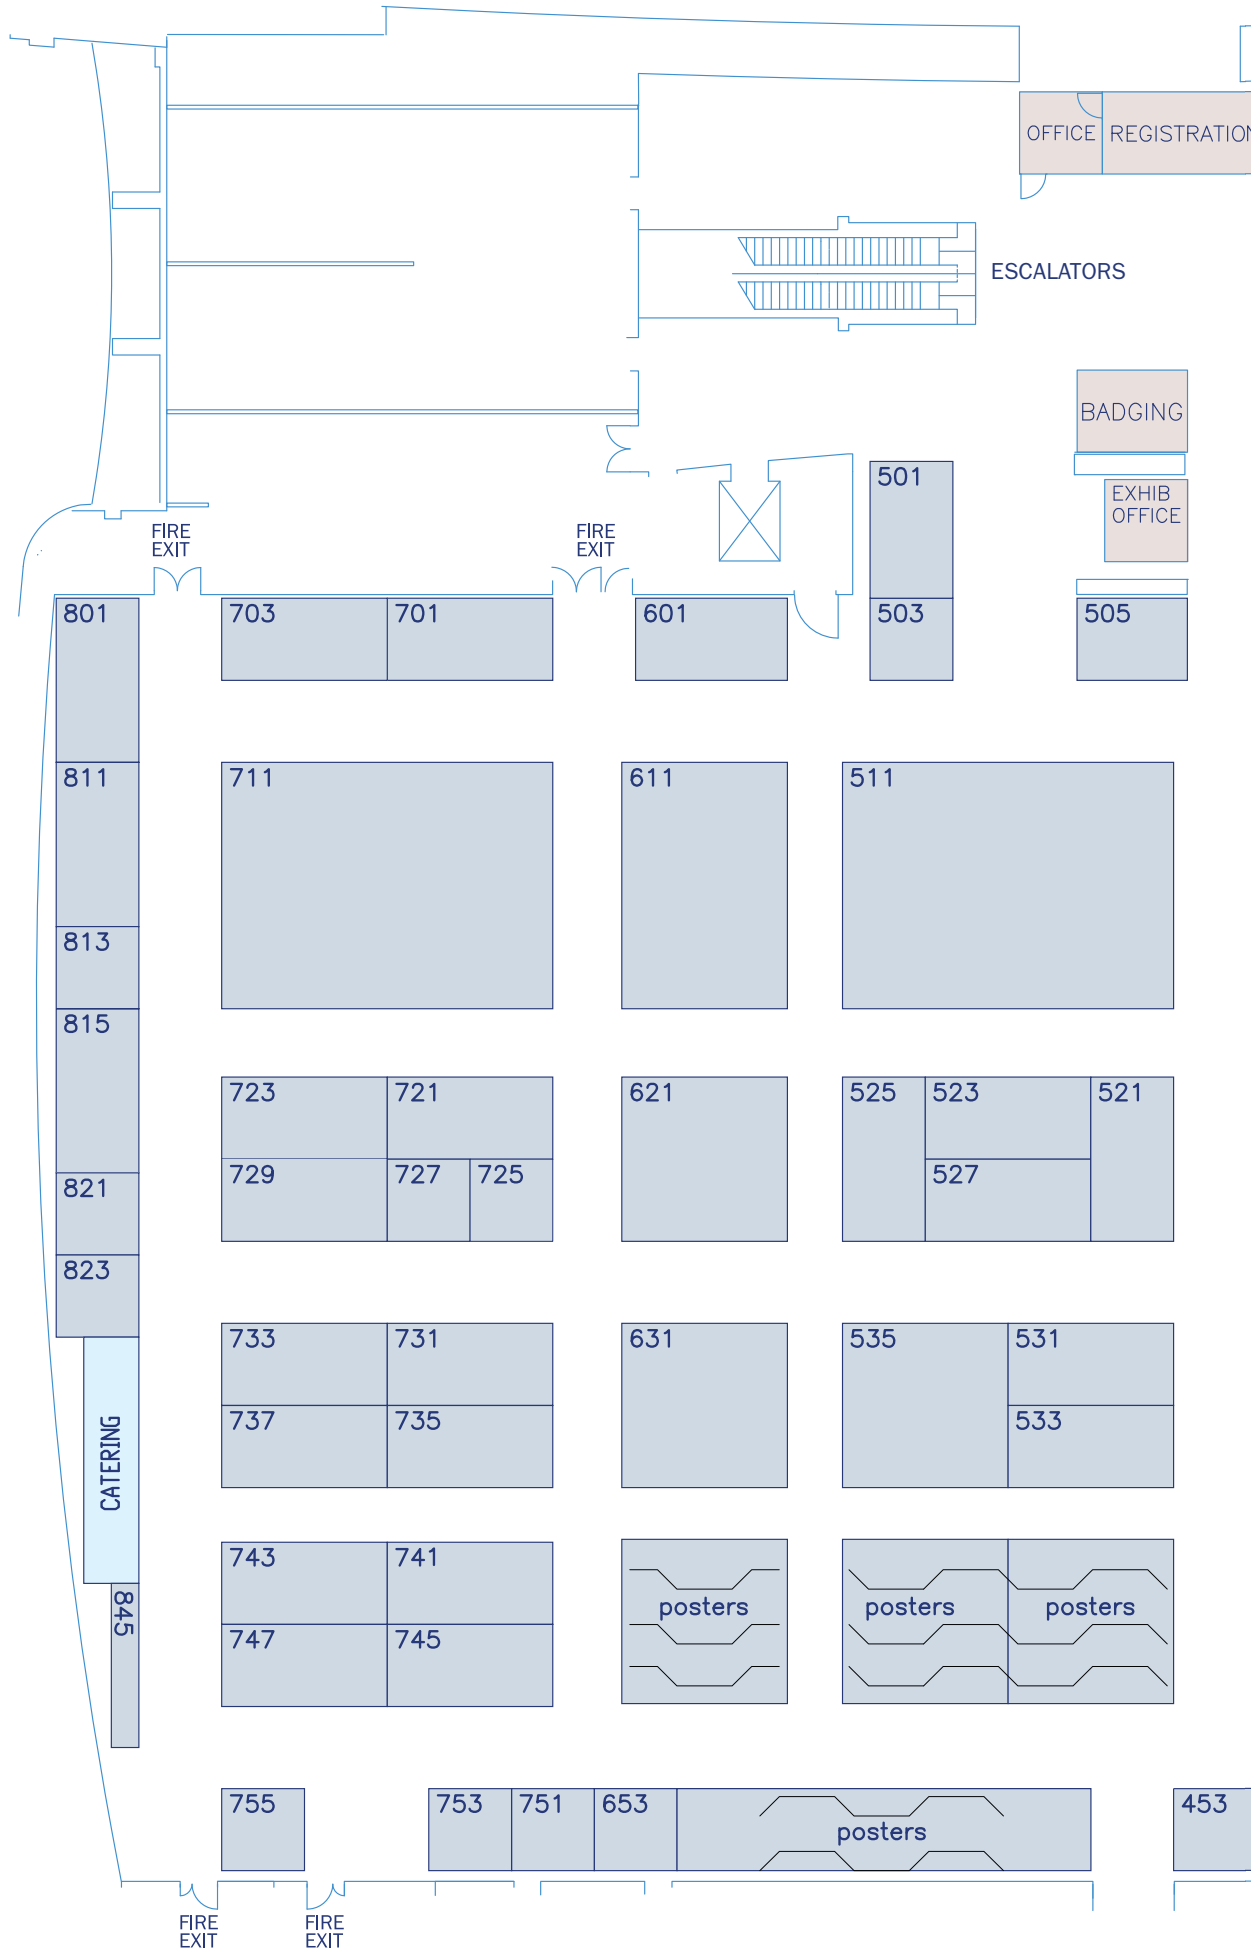 OFFICE REGISTRATION
ESCALATORS
BADGING
501
EXHIB
OFFICE
FIRE
EXIT
FIRE
EXIT
801
703
701
601
503
505
811
711
611
511
813
815
723
721
621
525
523
521
729
727
725
527
821
823
733
731
631
535
531
737
735
533
CATERING
743
741
845
posters
posters
posters
747
745
755
753
751
653
posters
453
FIRE
EXIT
FIRE
EXIT